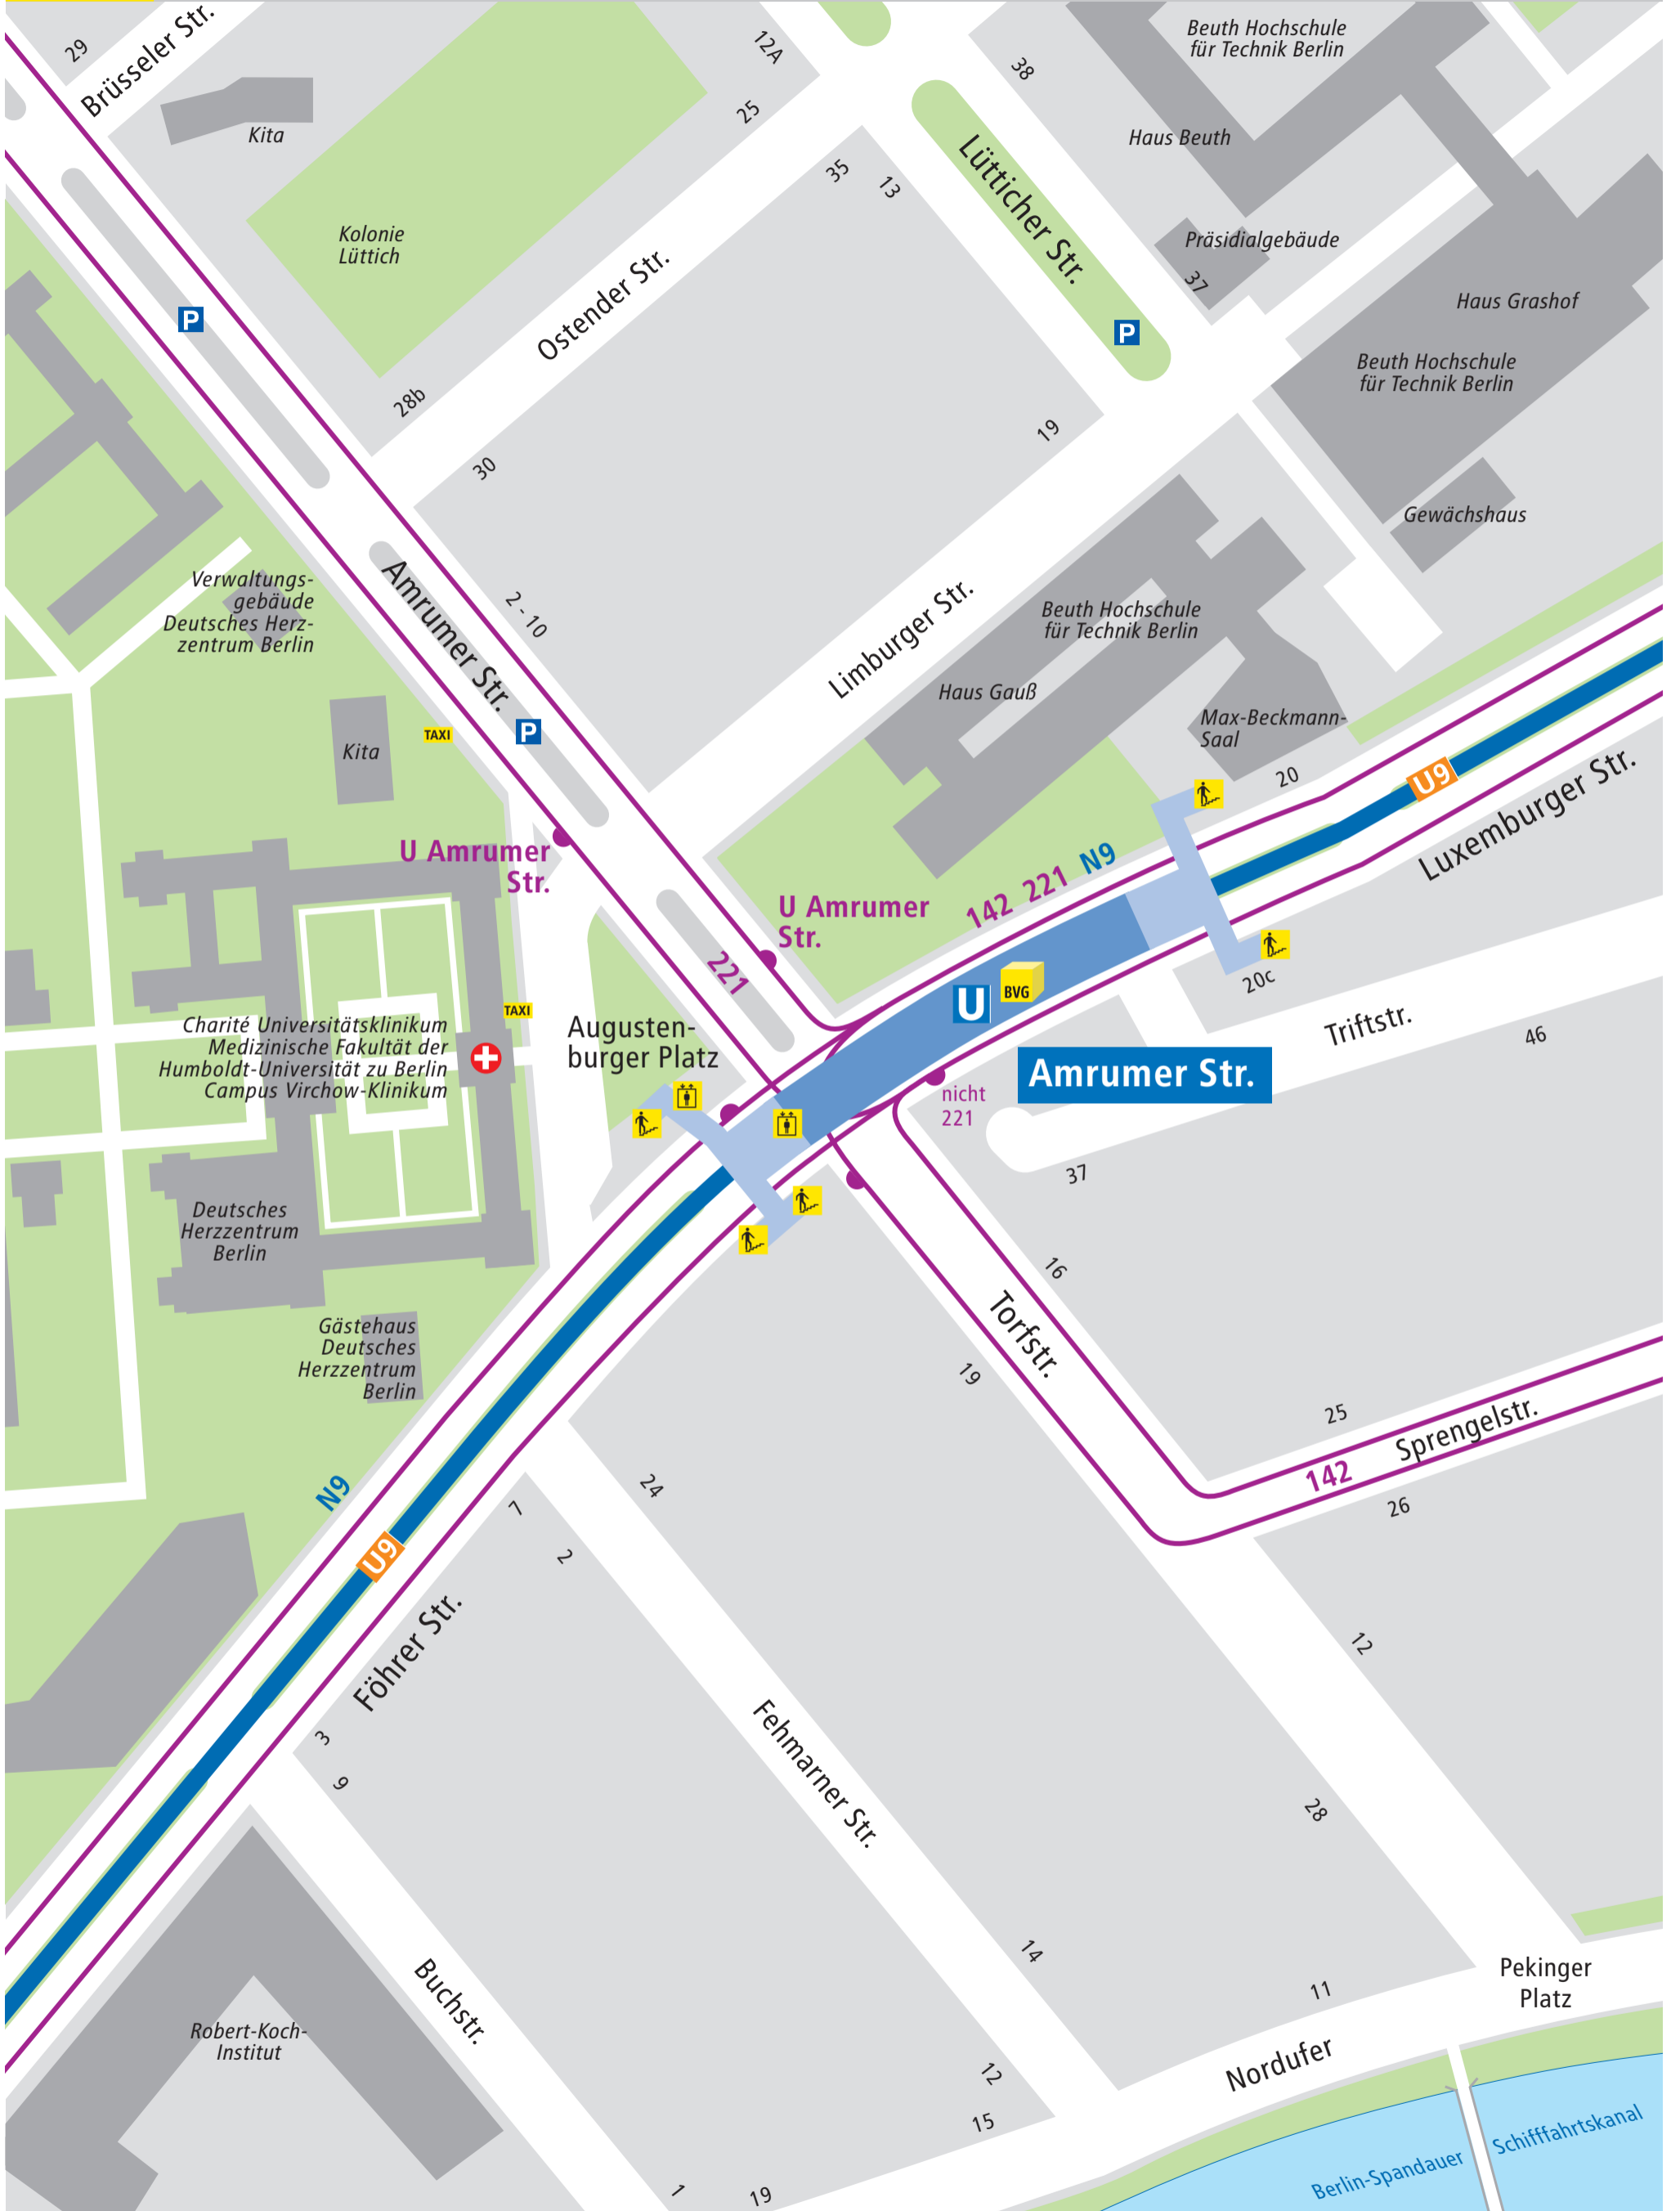 29
Brüsseler Str.
12A
Beuth Hochschule
für Technik Berlin
38
Kita
25
Haus Beuth
35
13
Lütticher Str.
Kolonie
Lüttich
Ostender Str.
Präsidialgebäude
37
Haus Grashof
P
P
Beuth Hochschule
für Technik Berlin
28b
30
19
Gewächshaus
Verwaltungs-
gebäude
Deutsches Herz-
zentrum Berlin
Amrumer Str.
2 - 10
Limburger Str.
Beuth Hochschule
für Technik Berlin
Haus Gauß
Max-Beckmann-
Saal
TAXI
P
Kita
20
U9
Luxemburger Str.
U Amrumer
Str.
U Amrumer
Str.
142 221 N9
221
U
BVG
20c
TAXI
Augusten-
burger Platz
Triftstr.
46
Charité Universitätsklinikum
Medizinische Fakultät der
Humboldt-Universität zu Berlin
Campus Virchow-Klinikum
Amrumer Str.
nicht
221
37
Deutsches
Herzzentrum
Berlin
16
Torfstr.
Gästehaus
Deutsches
Herzzentrum
Berlin
19
25
Sprengelstr.
142
26
N9
24
7
2
U9
Föhrer Str.
12
3
9
Fehmarner Str.
28
14
Buchstr.
11
Pekinger
Platz
Robert-Koch-
Institut
Nordufer
12
15
Berlin-Spandauer
Schifffahrtskanal
1
19